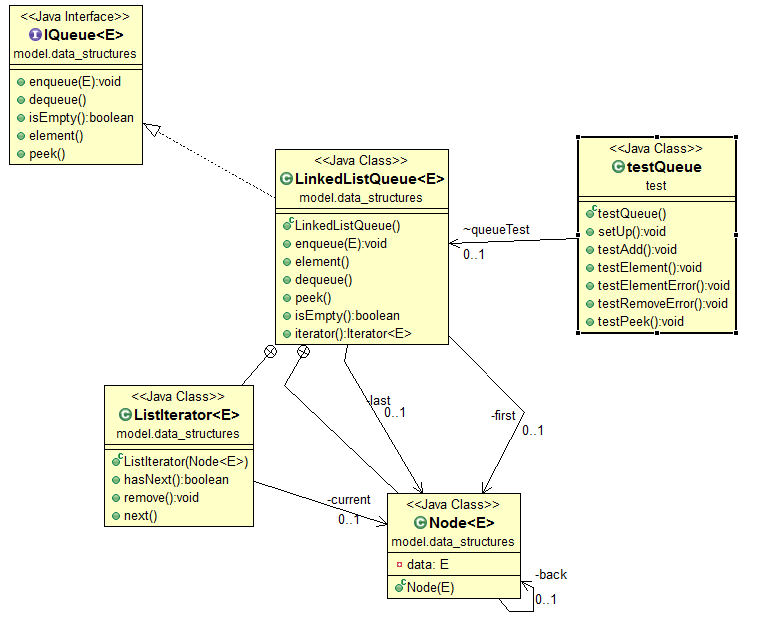 <<Java Interface>>
IQueue<E>
model.data_structures
enqueue(E):void
dequeue()
isEmpty():boolean
element()
peek()
<<Java Class>>
LinkedListQueue<E>
model.data_structures
LinkedListQueue()
enqueue(E):void
element()
dequeue()
peek()
isEmpty():boolean
iterator():Iterator<E>
~queueTest
0..1
<<Java Class>>
testQueue
test
testQueue()
setUp():void
testAdd():void
testElement():void
testElementError():void
testRemoveError():void
testPeek():void
<<Java Class>>
ListIterator<E>
model.data_structures
ListIterator(Node<E>)
hasNext():boolean
remove():void
next()
-last
0..1
-first
0..1
-current
0..1
<<Java Class>>
Node<E>
model.data_structures
data: E
Node(E)
-back
0..1